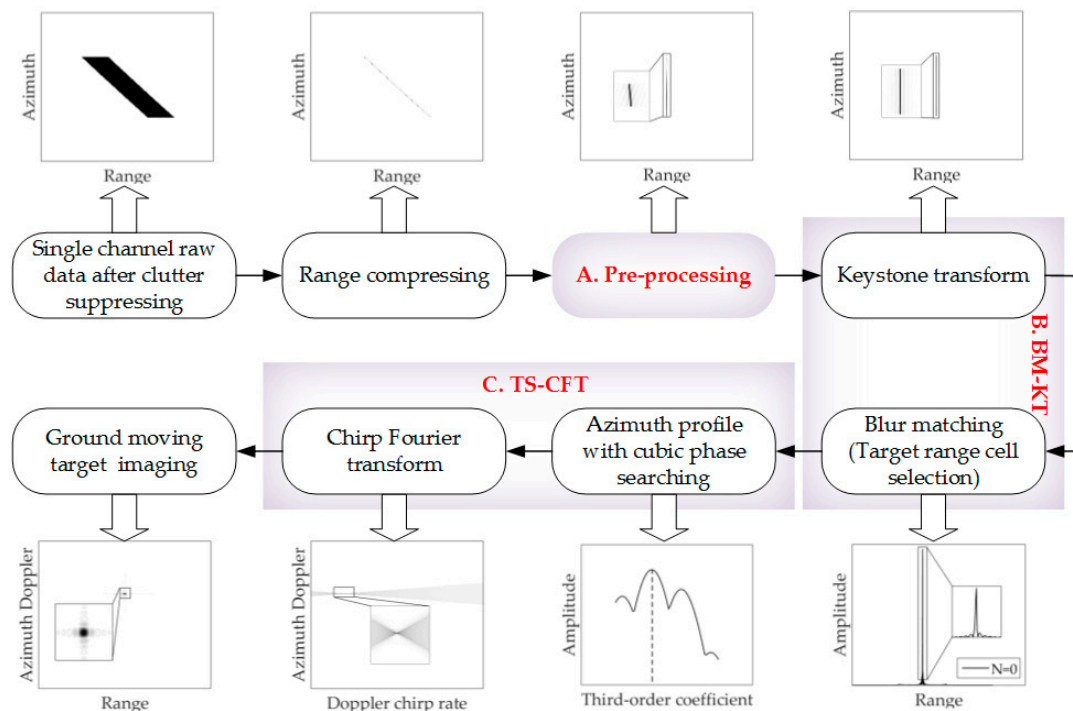 Azimuth
Range
Azimuth
Range
Azimuth
Range
Azimuth
Range
Single channel raw
data after clutter
suppressing
Range compressing
A. Pre-processing
Keystone transform
B. BM-KT
C. TS-CFT
Ground moving
target imaging
Chirp Fourier
transform
Azimuth profile
with cubic phase
searching
Blur matching
(Target range cell
selection)
Azimuth Doppler
Range
Azimuth Doppler
Doppler chirp rate
Amplitude
Third-order coefficient
Amplitude
N=0
Range